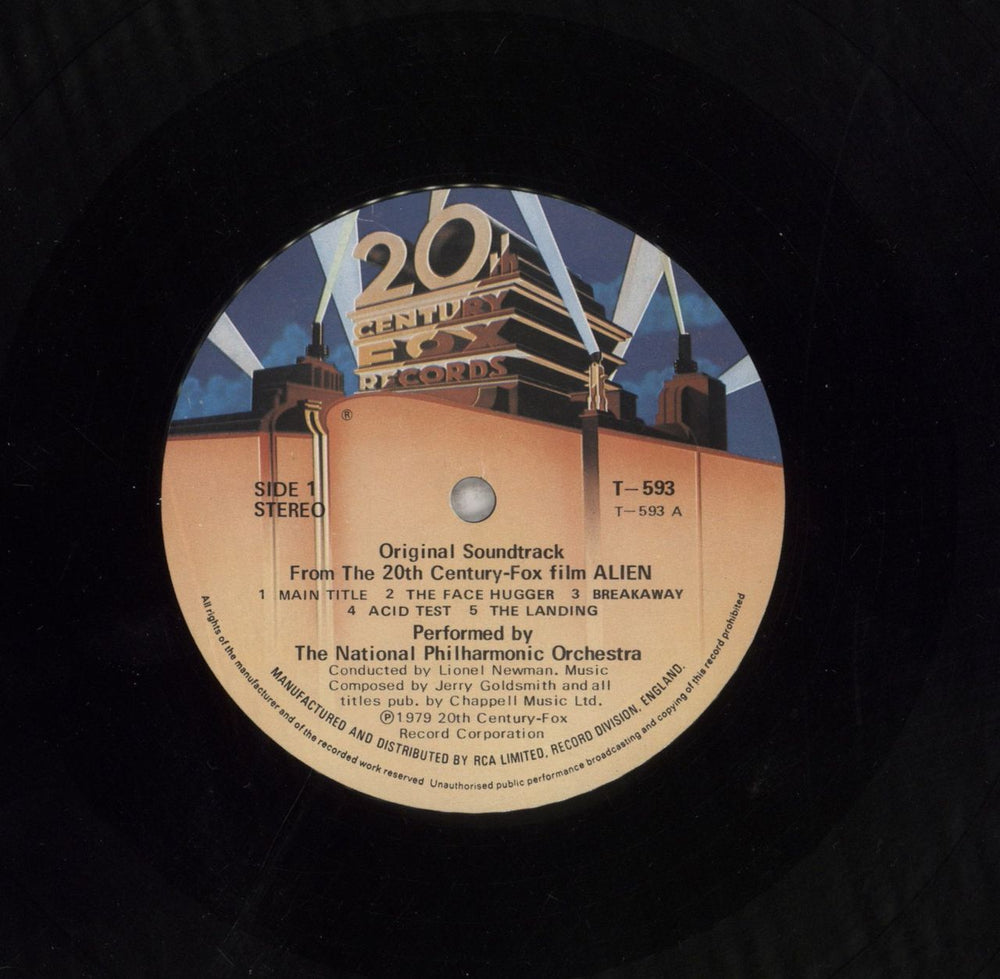 20th
CENTURY
FOX
RECORDS
®
SIDE 1
STEREO
T–593
T–593 A
Original Soundtrack
From The 20th Century-Fox film ALIEN
1 MAIN TITLE 2 THE FACE HUGGER 3 BREAKAWAY
4 ACID TEST 5 THE LANDING
Performed by
The National Philharmonic Orchestra
Conducted by Lionel Newman. Music
Composed by Jerry Goldsmith and all
titles pub. by Chappell Music Ltd.
℗1979 20th Century-Fox
Record Corporation
MANUFACTURED AND DISTRIBUTED BY RCA LIMITED, RECORD DIVISION, ENGLAND.
All rights of the manufacturer and of the recorded work reserved Unauthorised public performance broadcasting and copying of this record prohibited